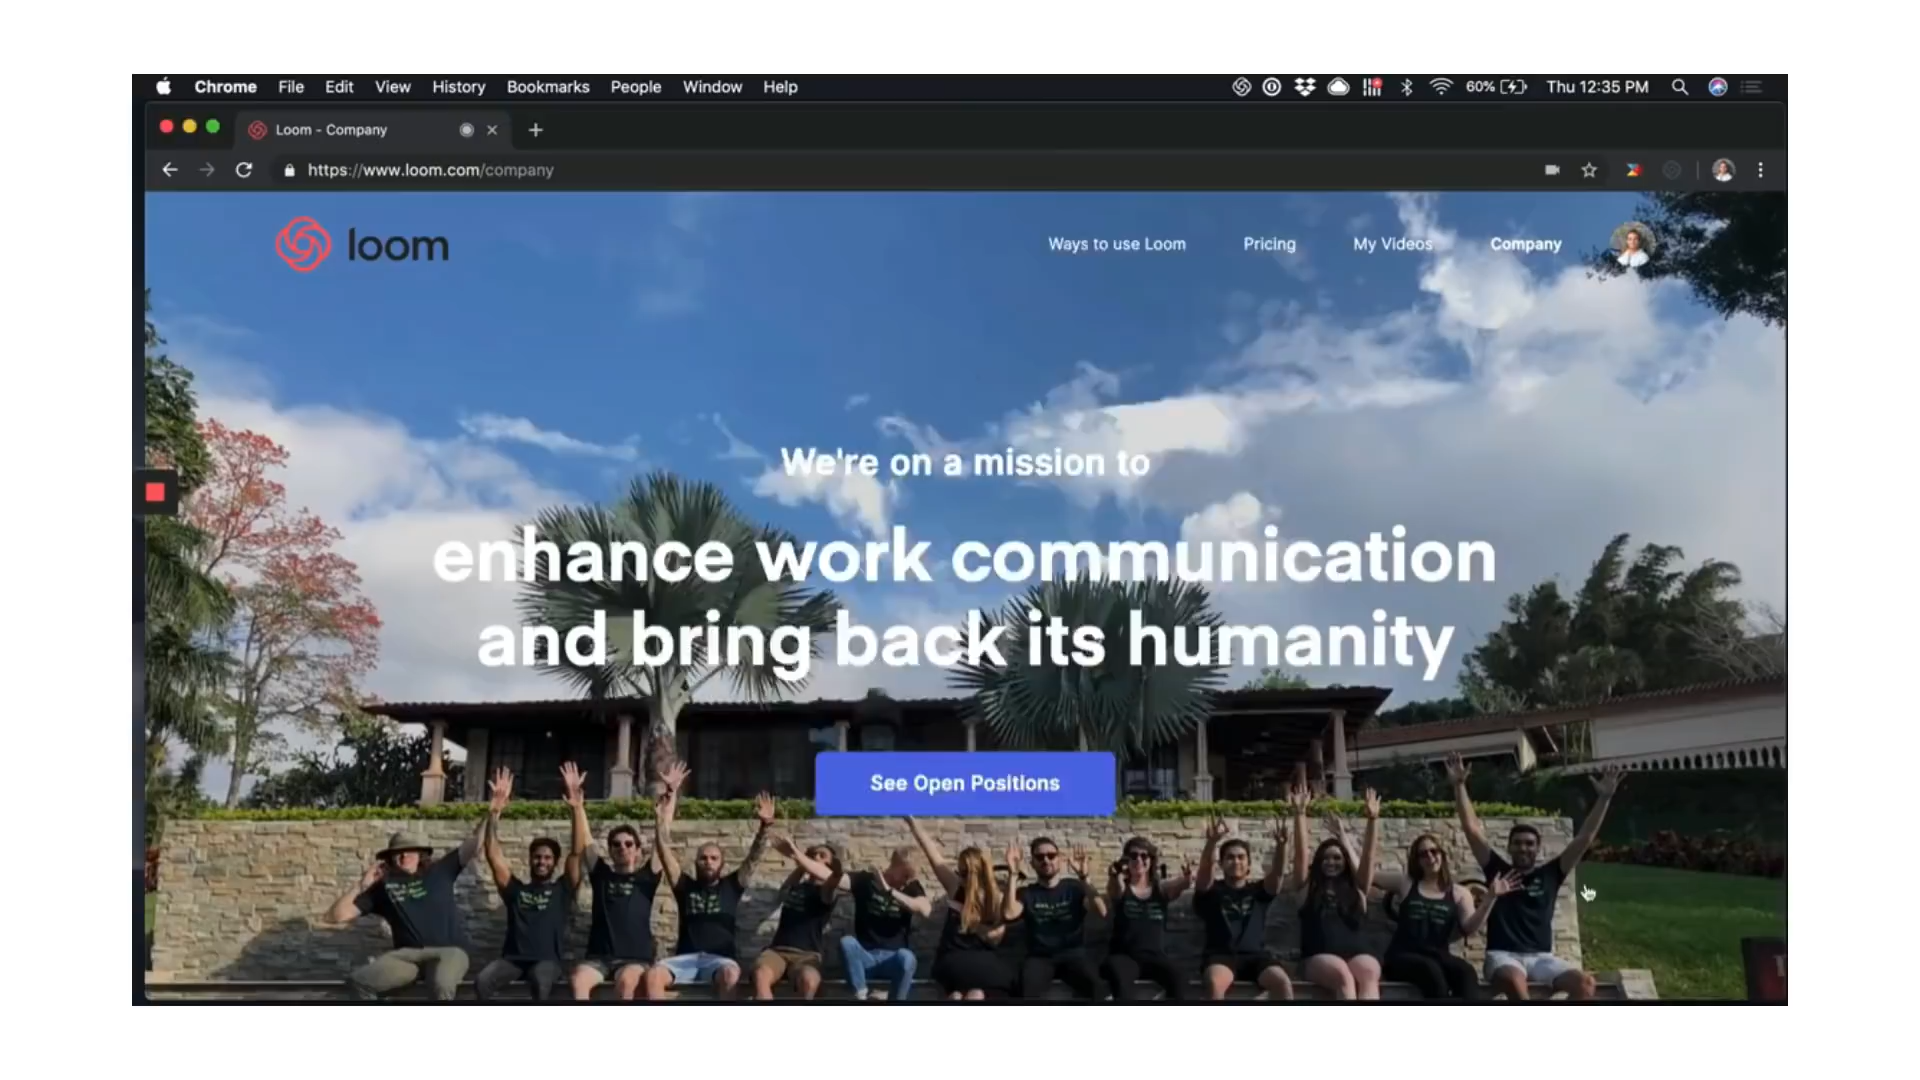 Chrome File Edit View History Bookmarks People Window Help 60% Thu 12:35 PM
Loom - Company
https://www.loom.com/company
loom Ways to use Loom Pricing My Videos Company
We're on a mission to
enhance work communication
and bring back its humanity
See Open Positions